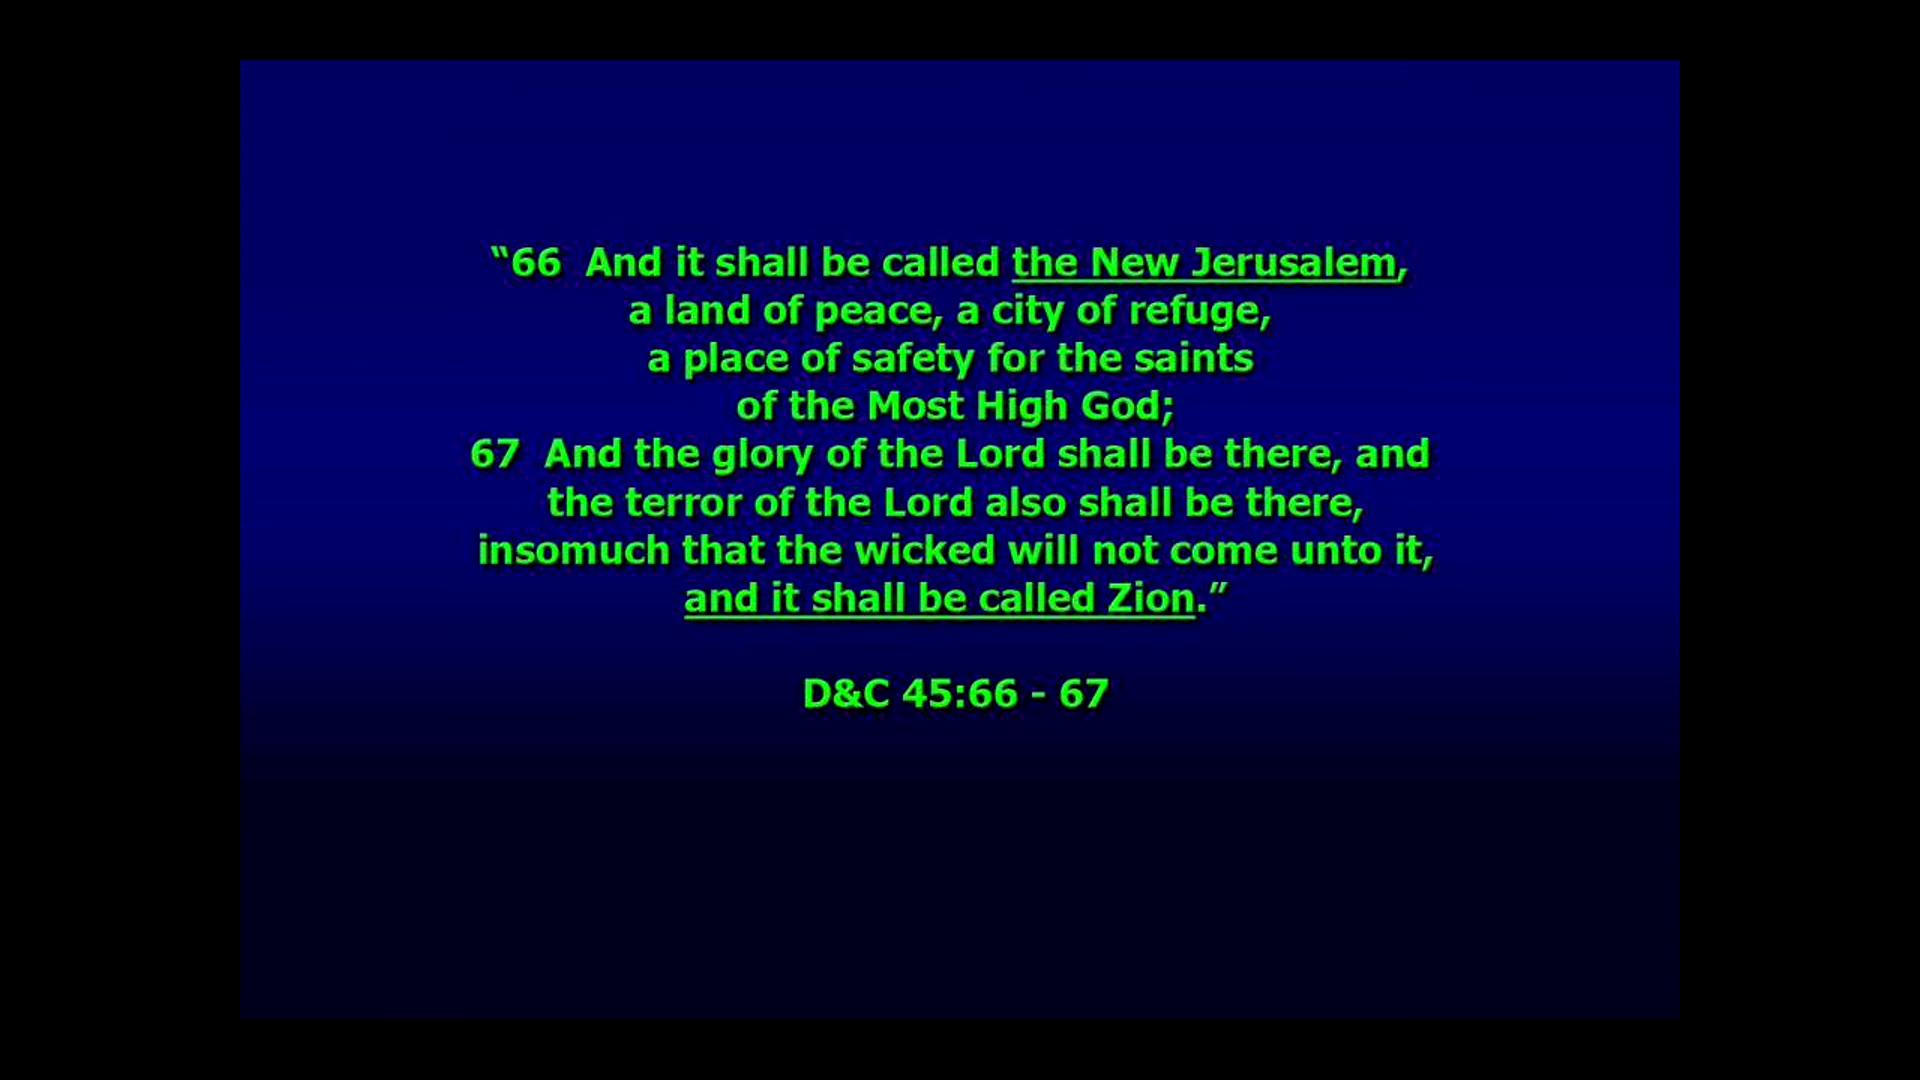 “66  And it shall be called the New Jerusalem,
a land of peace, a city of refuge,
a place of safety for the saints
of the Most High God;
67  And the glory of the Lord shall be there, and
the terror of the Lord also shall be there,
insomuch that the wicked will not come unto it,
and it shall be called Zion.”
D&C 45:66 - 67